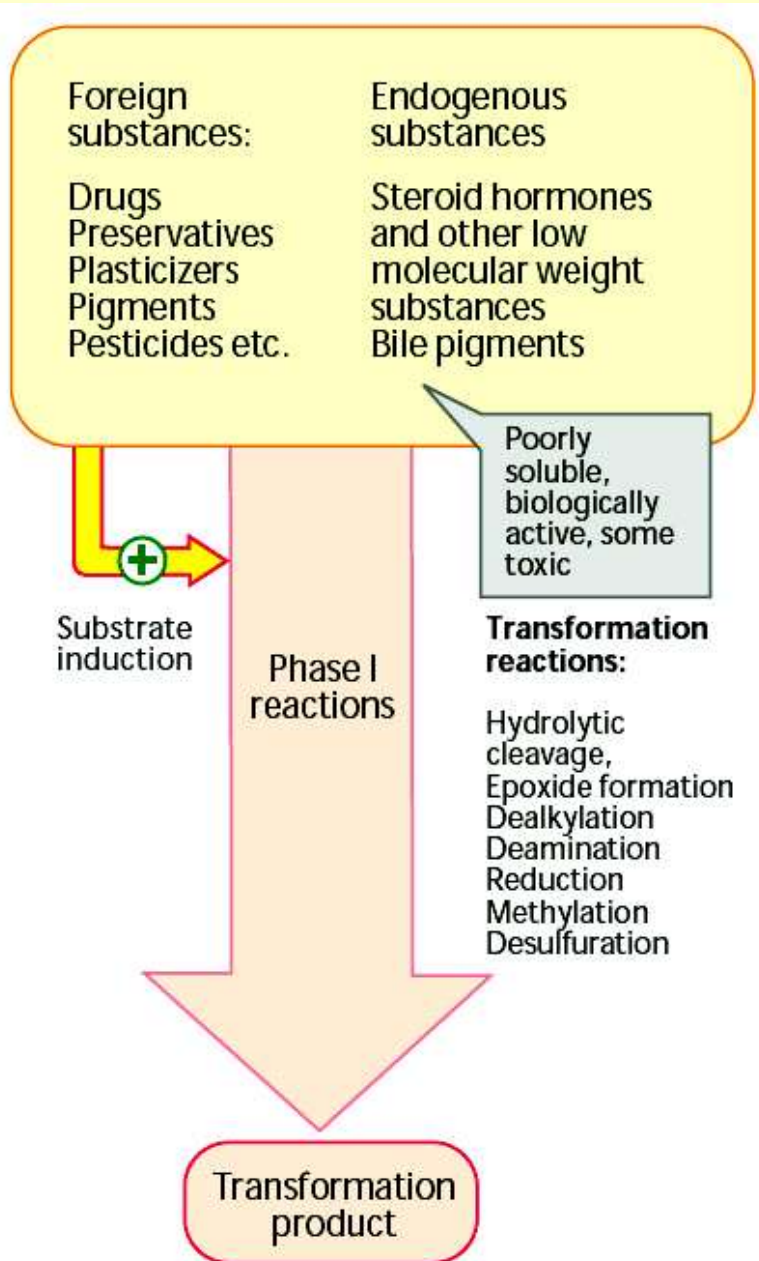 Foreign
substances:
Drugs
Preservatives
Plasticizers
Pigments
Pesticides etc.
Endogenous
substances
Steroid hormones
and other low
molecular weight
substances
Bile pigments
Poorly
soluble,
biologically
active, some
toxic
+
Substrate
induction
Phase I
reactions
Transformation
reactions:
Hydrolytic
cleavage,
Epoxide formation
Dealkylation
Deamination
Reduction
Methylation
Desulfuration
Transformation
product